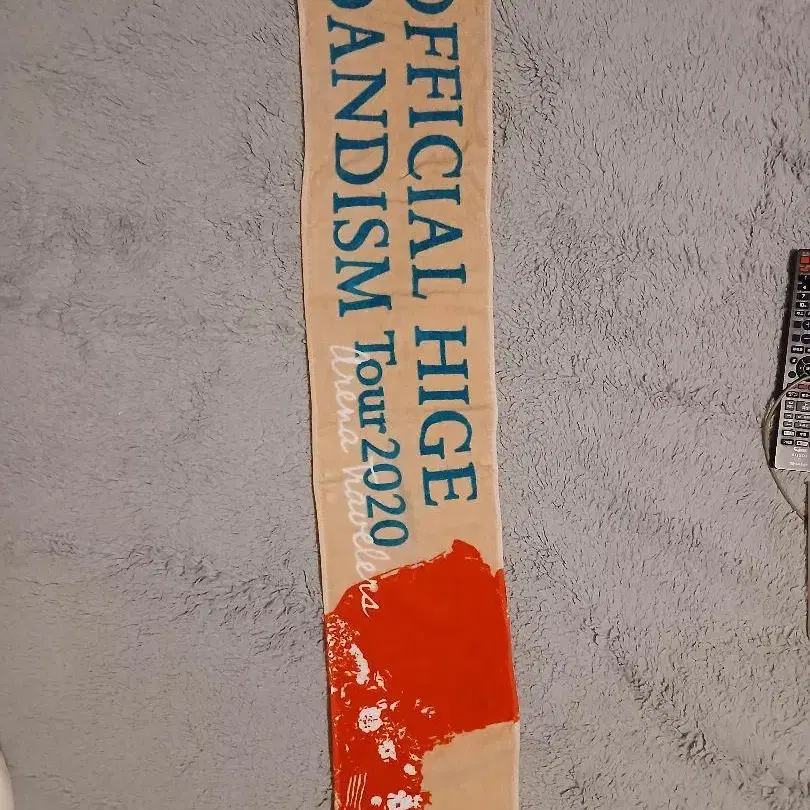 OFFICIAL HIGE
DANDISM Tour 2020
Arena Travelers